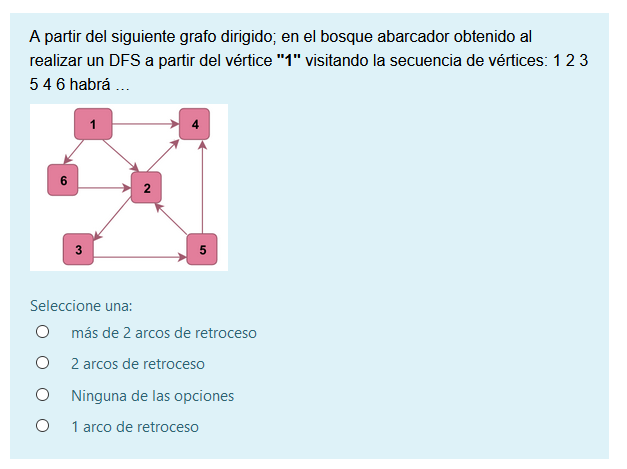 A partir del siguiente grafo dirigido; en el bosque abarcador obtenido al
realizar un DFS a partir del vértice "1" visitando la secuencia de vértices: 1 2 3
5 4 6 habrá ...
1
4
6
2
3
5
Seleccione una:
más de 2 arcos de retroceso
2 arcos de retroceso
Ninguna de las opciones
1 arco de retroceso